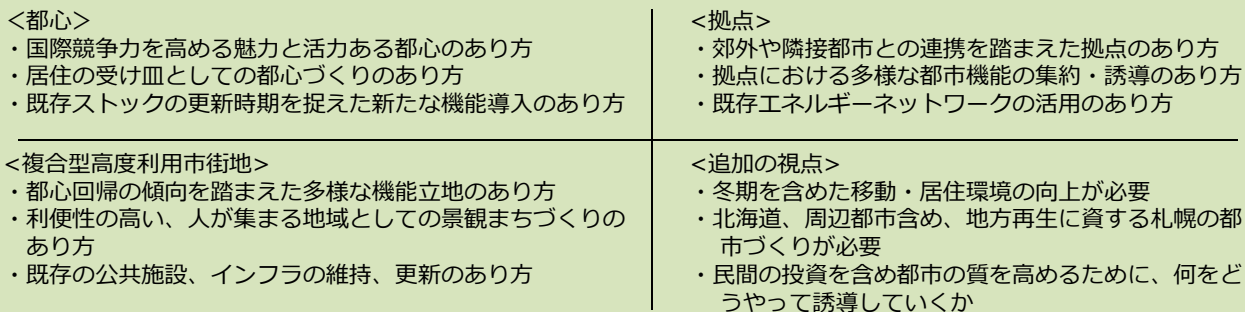 ＜都心＞
・国際競争力を高める魅力と活力ある都心のあり方
・居住の受け皿としての都心づくりのあり方
・既存ストックの更新時期を捉えた新たな機能導入のあり方
<拠点>
・郊外や隣接都市との連携を踏まえた拠点のあり方
・拠点における多様な都市機能の集約・誘導のあり方
・既存エネルギーネットワークの活用のあり方
<複合型高度利用市街地>
・都心回帰の傾向を踏まえた多様な機能立地のあり方
・利便性の高い、人が集まる地域としての景観まちづくりの
あり方
・既存の公共施設、インフラの維持、更新のあり方
<追加の視点>
・冬期を含めた移動・居住環境の向上が必要
・北海道、周辺都市含め、地方再生に資する札幌の都
市づくりが必要
・民間の投資を含め都市の質を高めるために、何をど
うやって誘導していくか